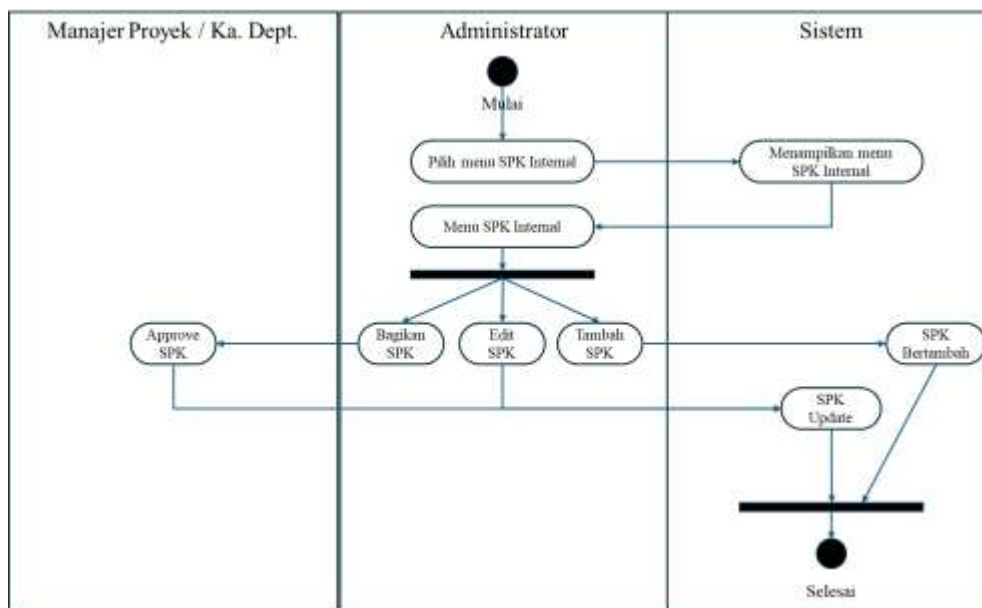 Manajer Proyek / Ka. Dept.
Administrator
Sistem
Mulai
Pilih menu SPK Internal
Menampilkan menu
SPK Internal
Menu SPK Internal
Approve
SPK
Bagikan
SPK
Edit
SPK
Tambah
SPK
SPK
Bertambah
SPK
Update
Selesai